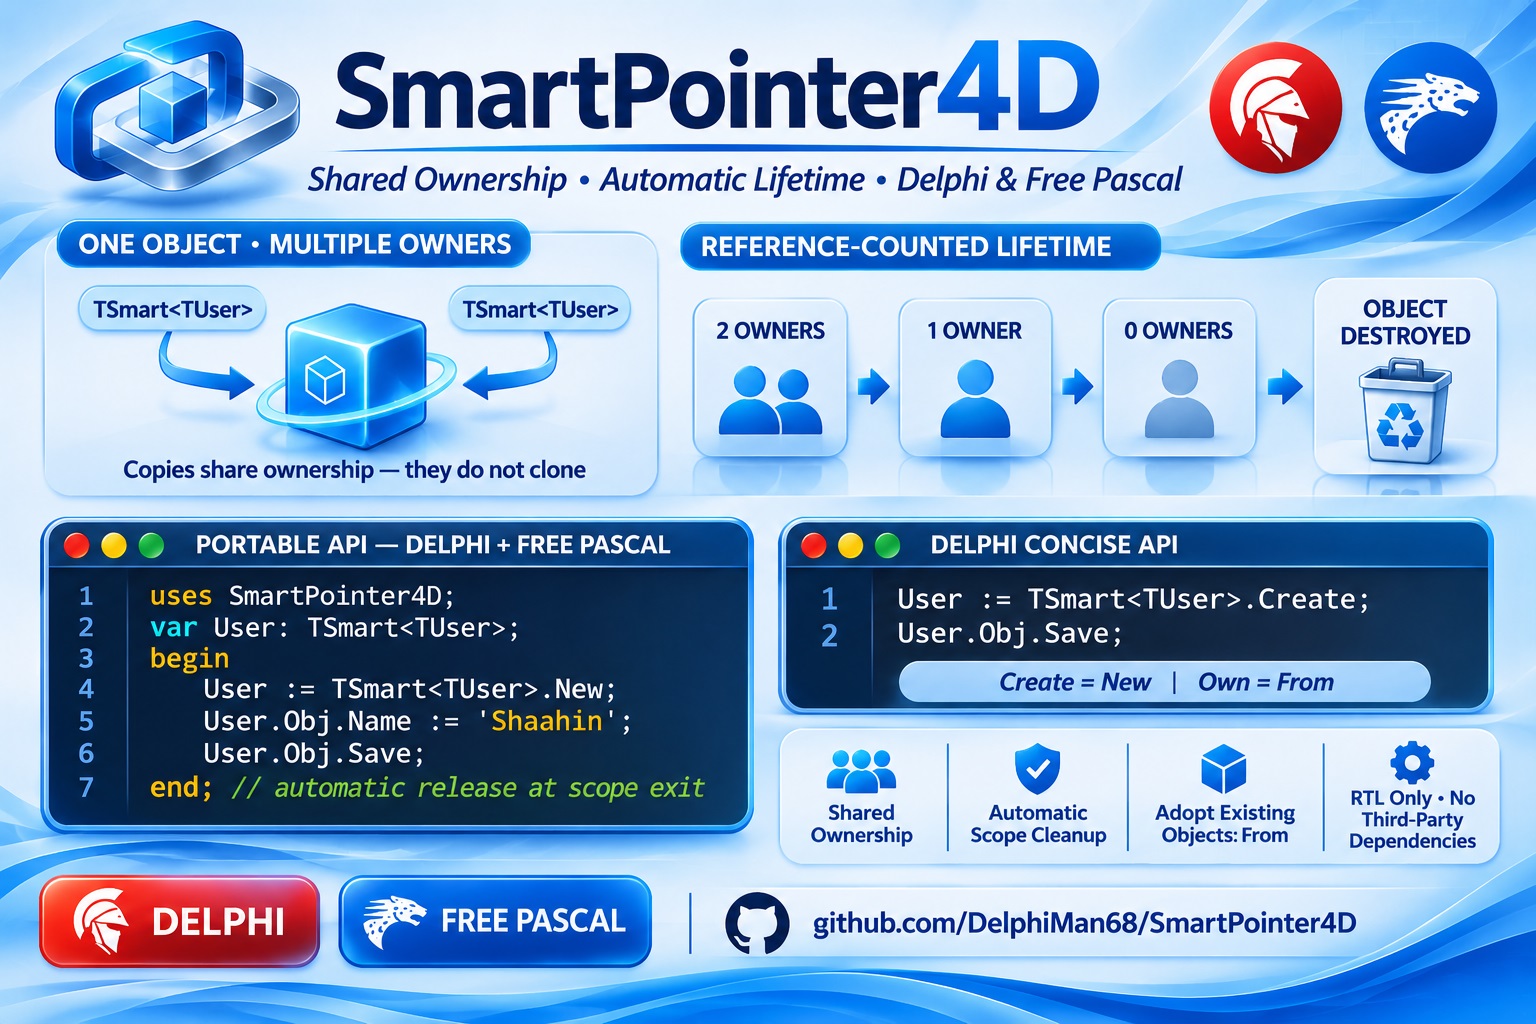 SmartPointer4D
Shared Ownership • Automatic Lifetime • Delphi & Free Pascal
ONE OBJECT • MULTIPLE OWNERS
TSmart<TUser>
TSmart<TUser>
Copies share ownership — they do not clone
REFERENCE-COUNTED LIFETIME
2 OWNERS
1 OWNER
0 OWNERS
OBJECT
DESTROYED
PORTABLE API — DELPHI + FREE PASCAL
1 uses SmartPointer4D;
2 var User: TSmart<TUser>;
3 begin
4 User := TSmart<TUser>.New;
5 User.Obj.Name := 'Shaahin';
6 User.Obj.Save;
7 end; // automatic release at scope exit
DELPHI CONCISE API
1 User := TSmart<TUser>.Create;
2 User.Obj.Save;
Create = New | Own = From
Shared
Ownership
Automatic
Scope Cleanup
Adopt Existing
Objects: From
RTL Only • No
Third-Party
Dependencies
DELPHI
FREE PASCAL
github.com/DelphiMan68/SmartPointer4D